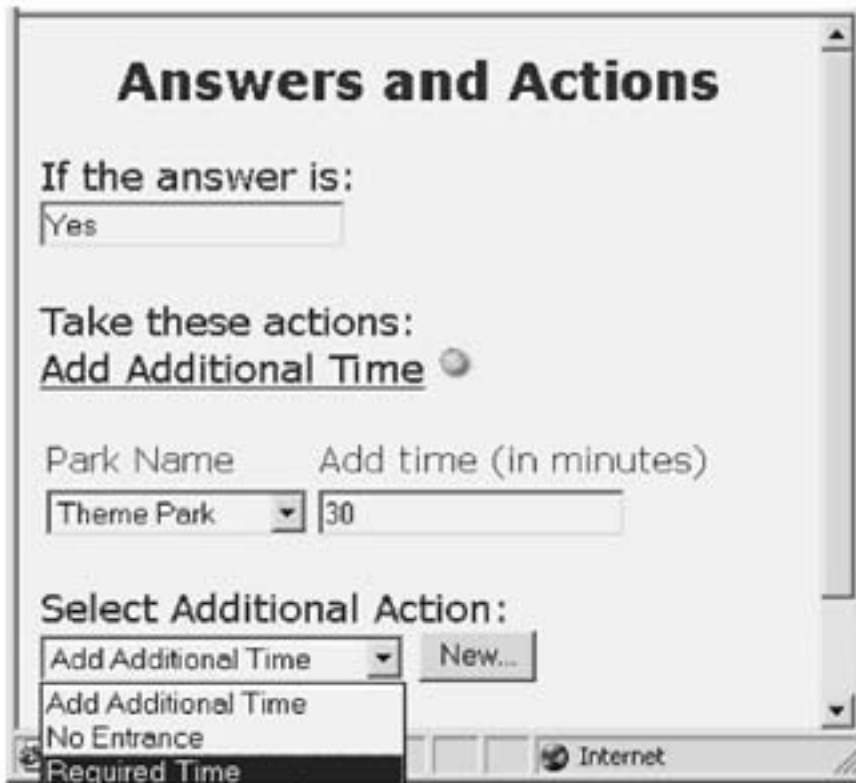 Answers and Actions
If the answer is:
Yes
Take these actions:
Add Additional Time
Park Name Add time (in minutes)
Theme Park 30
Select Additional Action:
Add Additional Time New...
Add Additional Time
No Entrance
Required Time
Internet